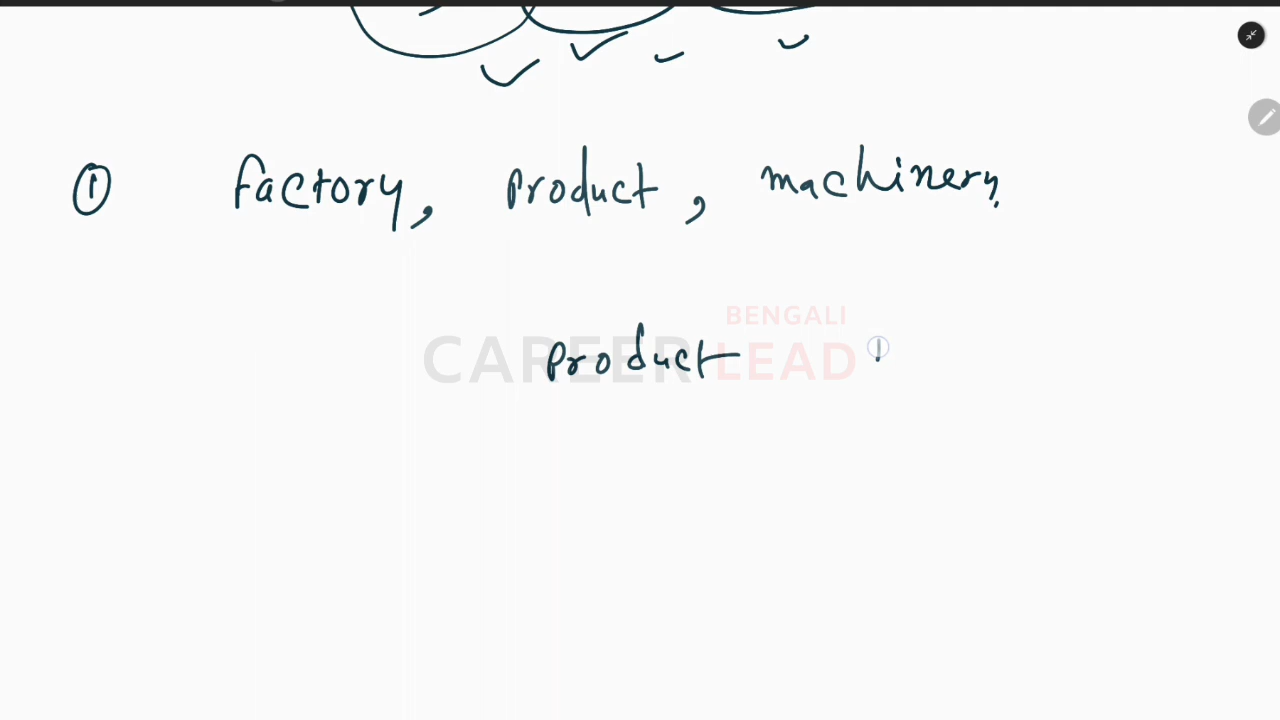 ① factory, product, machinery.
BENGALI
CAREER LEAD
product